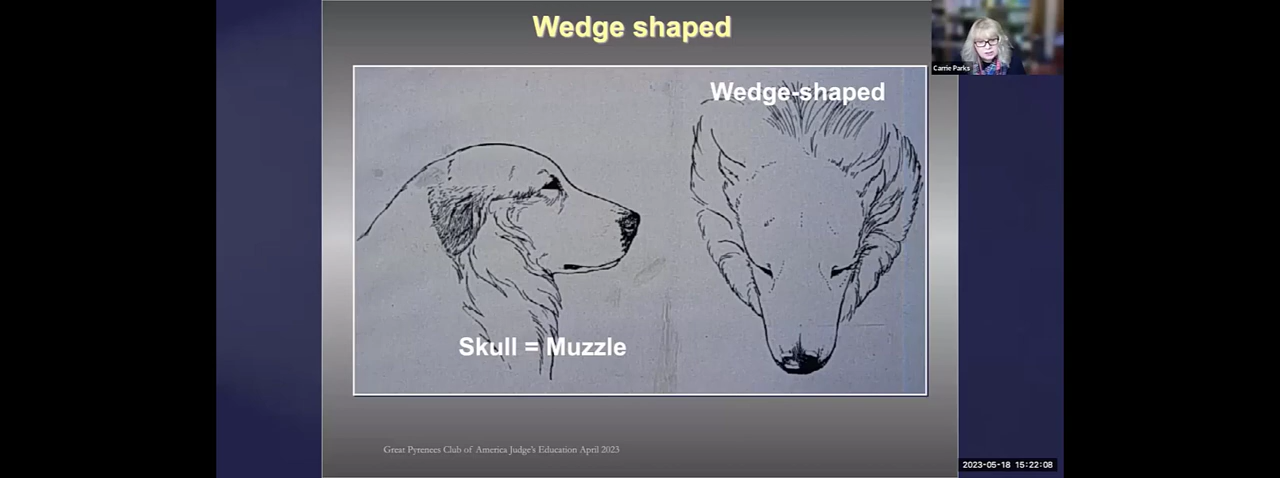 Wedge shaped
Carrie Parks
Wedge-shaped
Skull = Muzzle
Great Pyrenees Club of America Judge's Education April 2023
2023-05-18 15:22:08